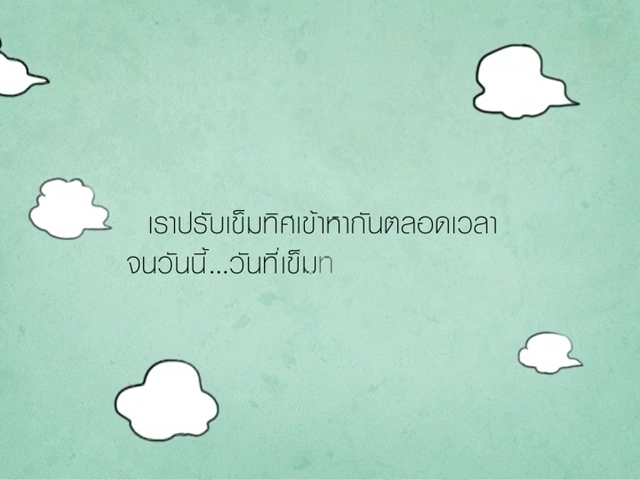 เราปรับเข็มทิศเข้าหากันตลอดเวลา
จนวันนี้...วันที่เข็มท